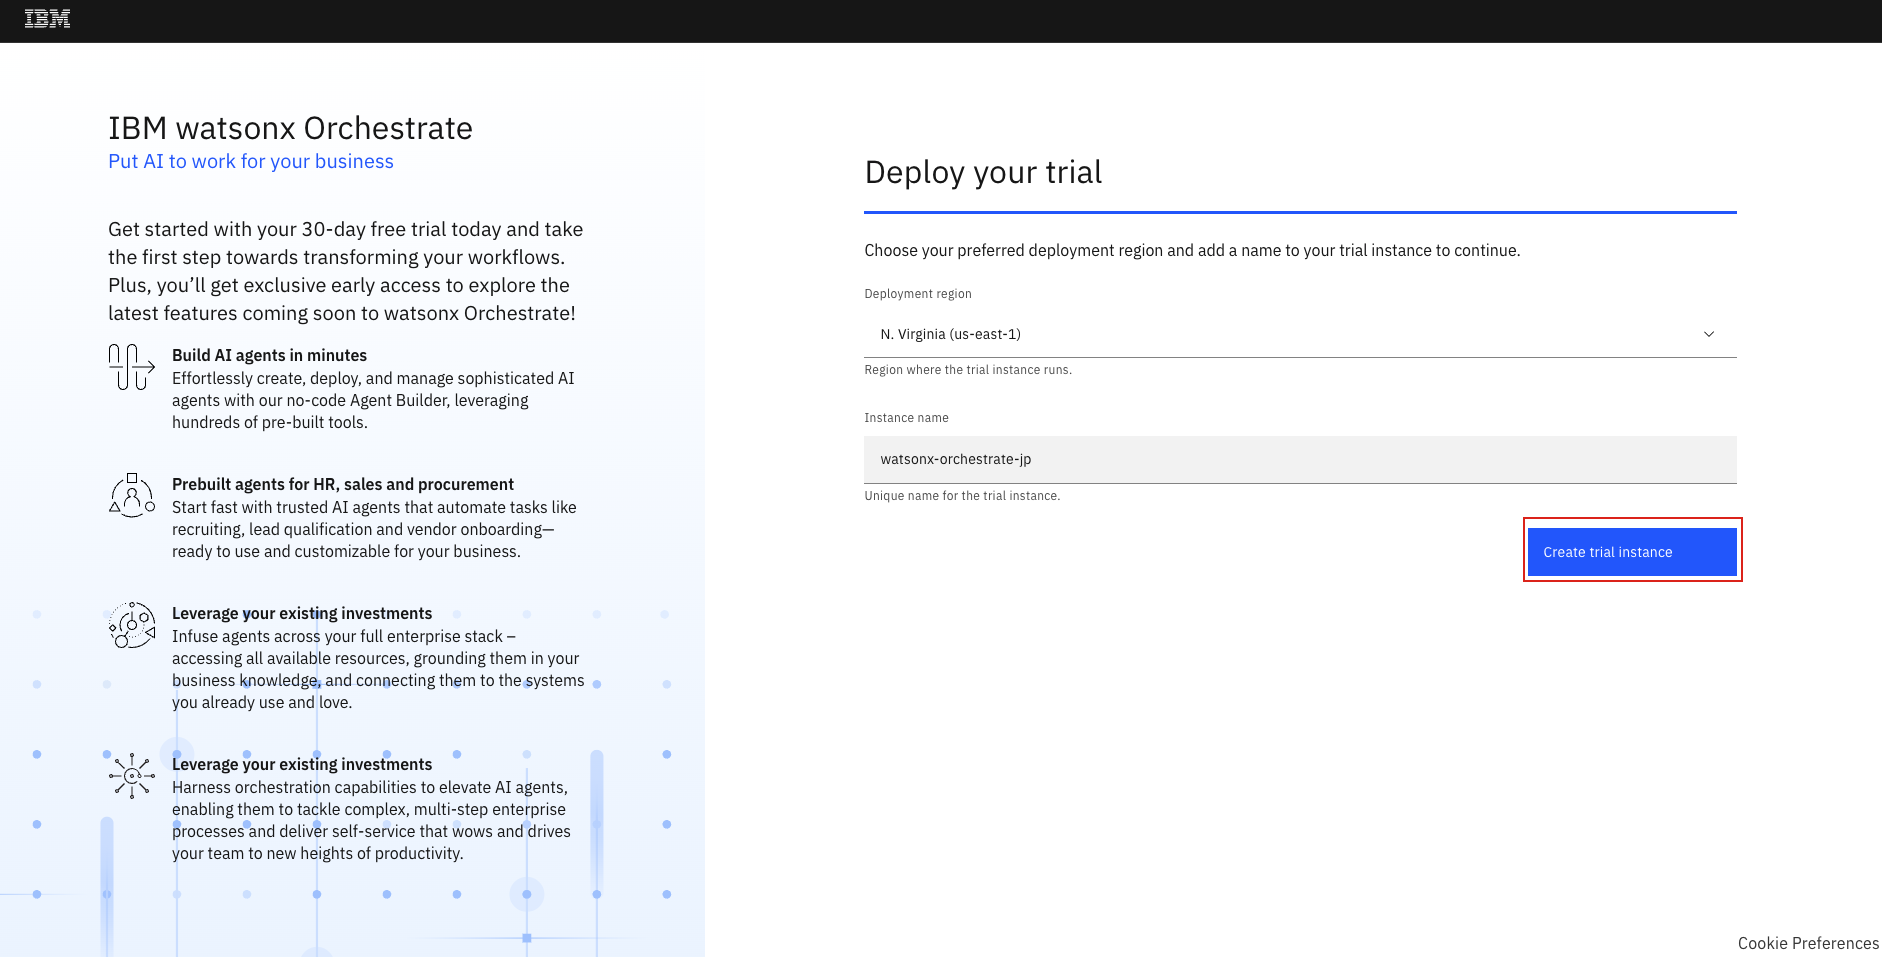 IBM
IBM watsonx Orchestrate
Put AI to work for your business
Get started with your 30-day free trial today and take
the first step towards transforming your workflows.
Plus, you’ll get exclusive early access to explore the
latest features coming soon to watsonx Orchestrate!
Build AI agents in minutes
Effortlessly create, deploy, and manage sophisticated AI
agents with our no-code Agent Builder, leveraging
hundreds of pre-built tools.
Prebuilt agents for HR, sales and procurement
Start fast with trusted AI agents that automate tasks like
recruiting, lead qualification and vendor onboarding—
ready to use and customizable for your business.
Leverage your existing investments
Infuse agents across your full enterprise stack –
accessing all available resources, grounding them in your
business knowledge, and connecting them to the systems
you already use and love.
Leverage your existing investments
Harness orchestration capabilities to elevate AI agents,
enabling them to tackle complex, multi-step enterprise
processes and deliver self-service that wows and drives
your team to new heights of productivity.
Deploy your trial
Choose your preferred deployment region and add a name to your trial instance to continue.
Deployment region
N. Virginia (us-east-1)
Region where the trial instance runs.
Instance name
watsonx-orchestrate-jp
Unique name for the trial instance.
Create trial instance
Cookie Preferences